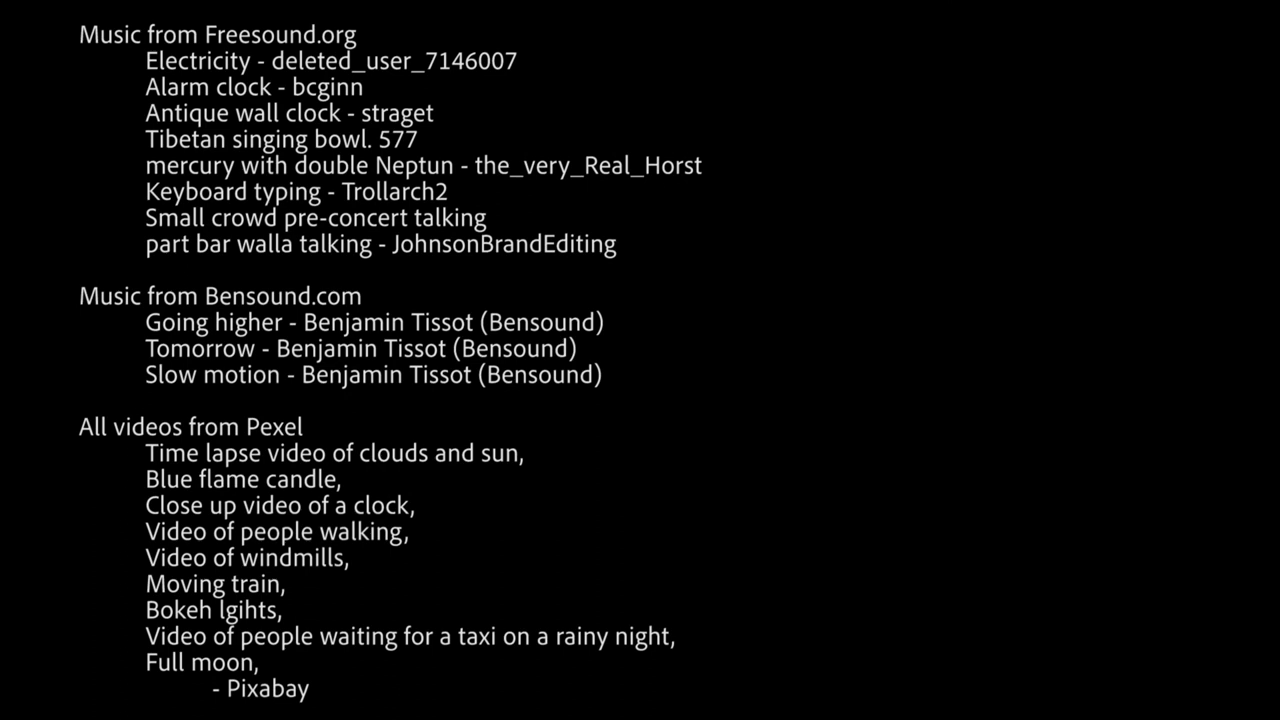 Music from Freesound.org
Electricity - deleted_user_7146007
Alarm clock - bcginn
Antique wall clock - straget
Tibetan singing bowl. 577
mercury with double Neptun - the_very_Real_Horst
Keyboard typing - Trollarch2
Small crowd pre-concert talking
part bar walla talking - JohnsonBrandEditing
Music from Bensound.com
Going higher - Benjamin Tissot (Bensound)
Tomorrow - Benjamin Tissot (Bensound)
Slow motion - Benjamin Tissot (Bensound)
All videos from Pexel
Time lapse video of clouds and sun,
Blue flame candle,
Close up video of a clock,
Video of people walking,
Video of windmills,
Moving train,
Bokeh lgihts,
Video of people waiting for a taxi on a rainy night,
Full moon,
- Pixabay